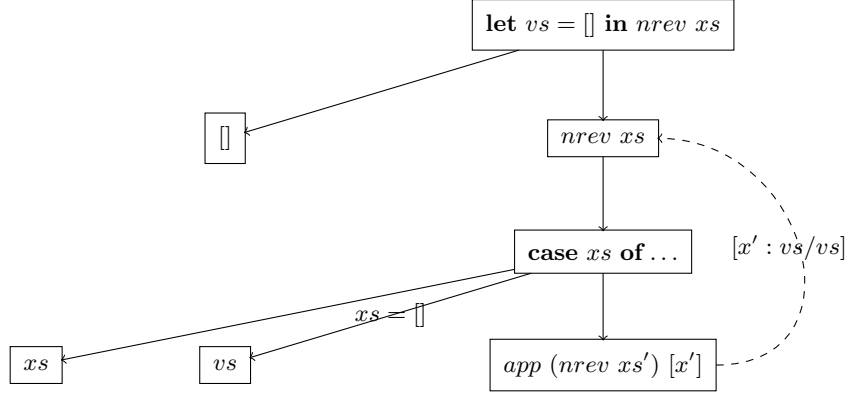 let vs = [] in nrev xs
[]
nrev xs
case xs of ...
[x′ : vs/vs]
xs = []
xs
vs
app (nrev xs′) [x′]